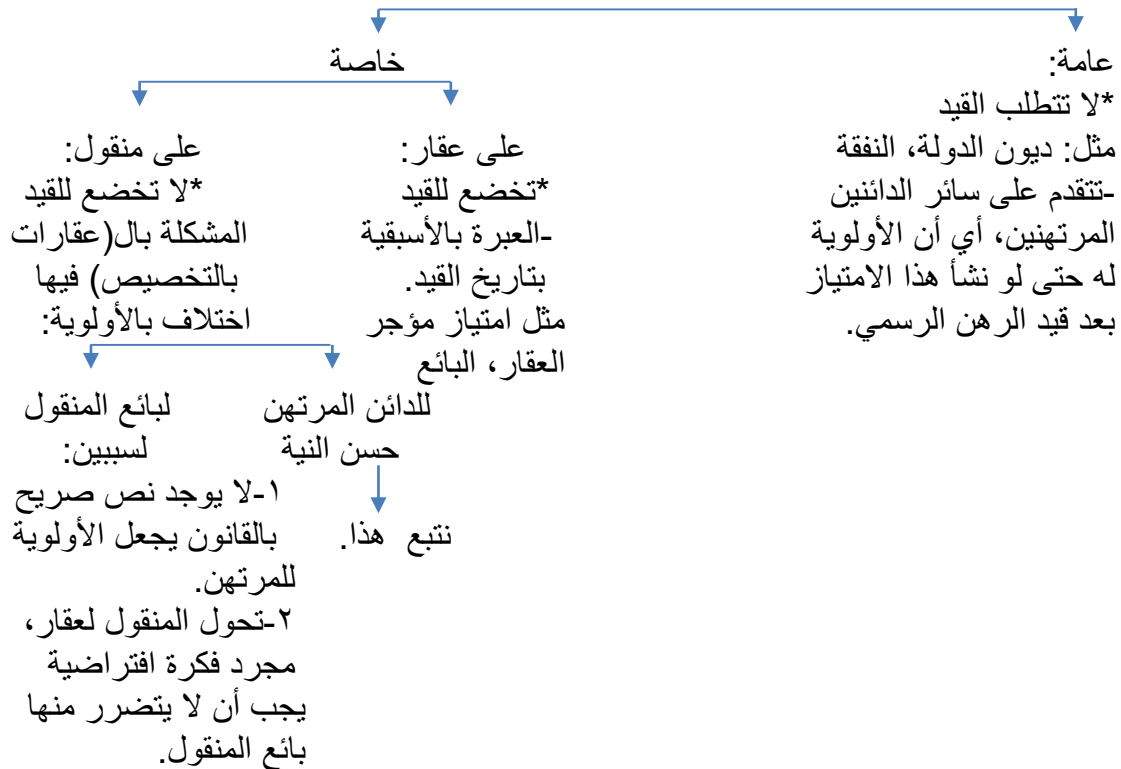 عامة:
*لا تتطلب القيد
مثل: ديون الدولة، النفقة
-تتقدم على سائر الدائنين
المرتهنين، أي أن الأولوية
له حتى لو نشأ هذا الامتياز
بعد قيد الرهن الرسمي.
خاصة
على عقار:
*تخضع للقيد
-العبرة بالأسبقية
بتاريخ القيد.
مثل امتياز مؤجر
العقار، البائع
على منقول:
*لا تخضع للقيد
المشكلة بال(عقارات
بالتخصيص) فيها
اختلاف بالأولوية:
للدائن المرتهن
حسن النية
نتبع هذا.
لبائع المنقول
لسببين:
١-لا يوجد نص صريح
بالقانون يجعل الأولوية
للمرتهن.
٢-تحول المنقول لعقار،
مجرد فكرة افتراضية
يجب أن لا يتضرر منها
بائع المنقول.